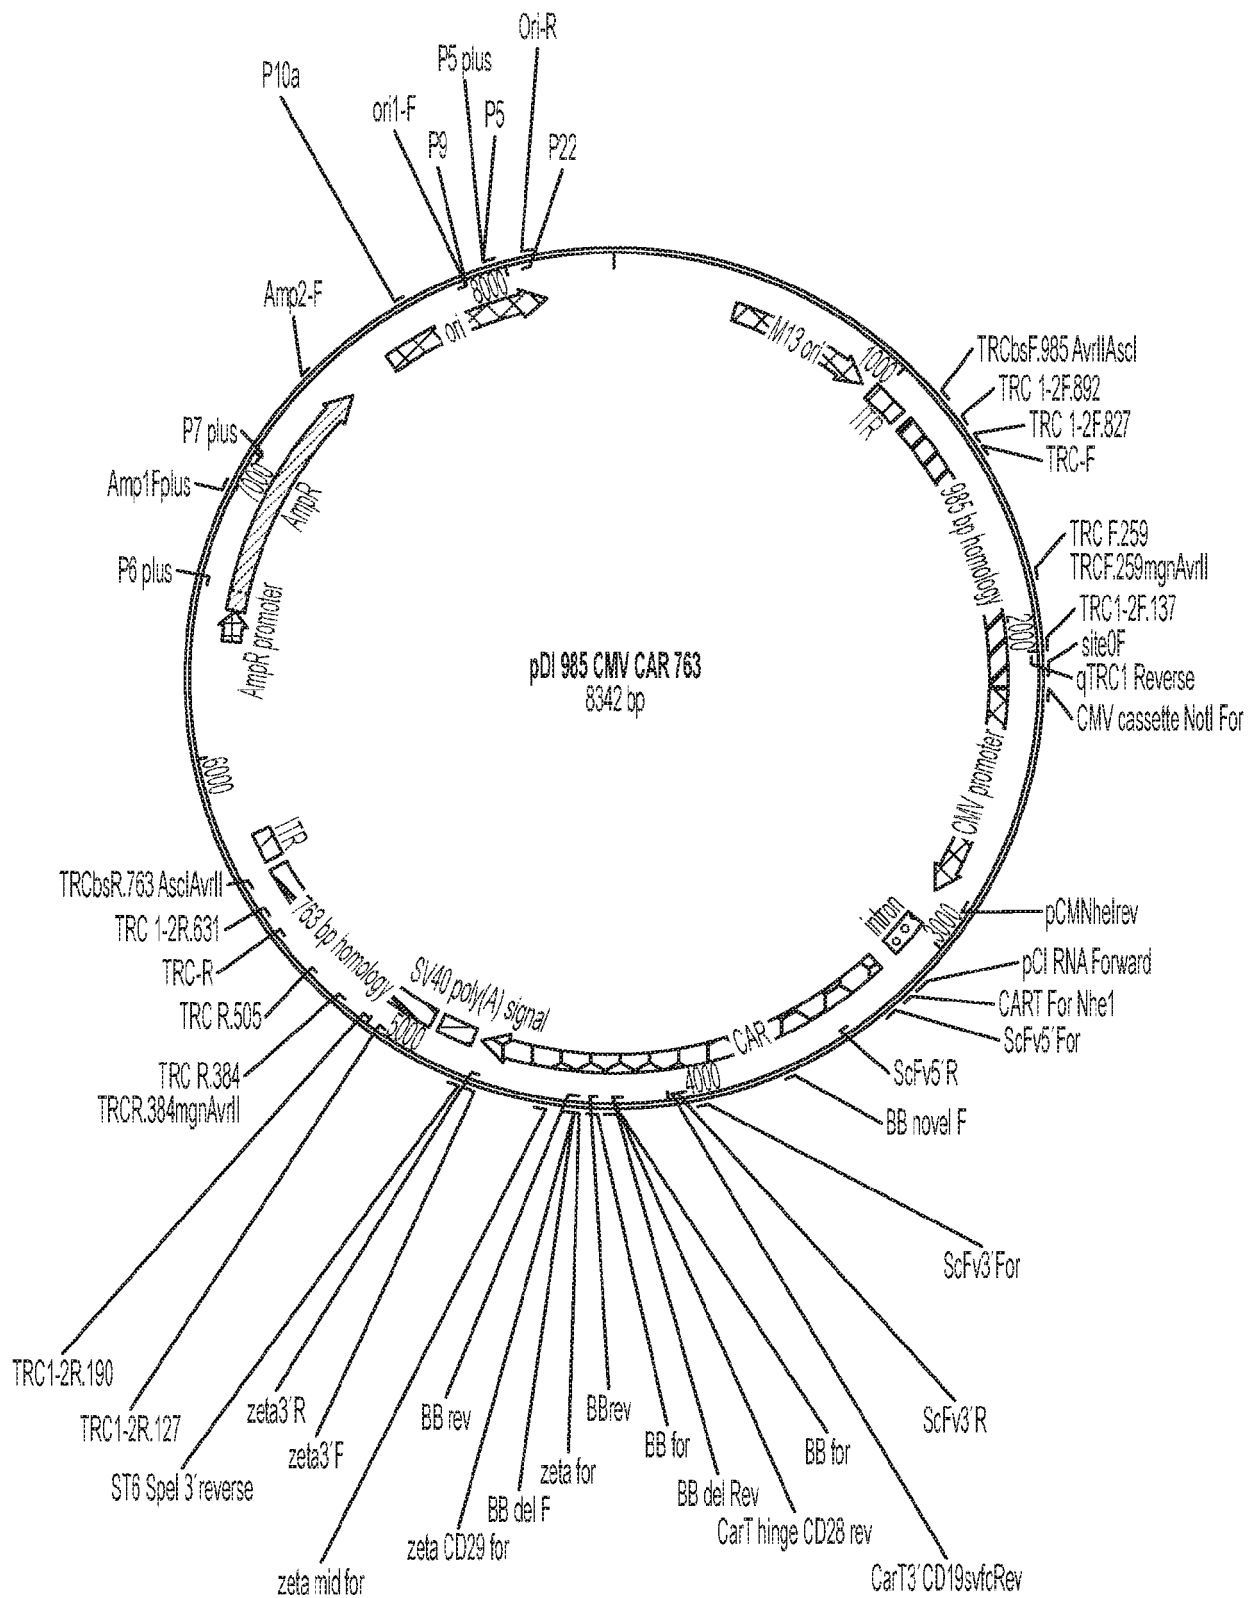 Ori-R
P5 plus
P10a
ori1-F
P5
P9
P22
8000
Amp2-F
ori
M13 ori
1000
TRCbsF.985 AvrIIAscI
TRC 1-2F.892
ITR
TRC 1-2F.827
P7 plus
TRC-F
7000
Amp1Fplus
AmpR
985 bp homology
TRC F.259
P6 plus
TRCF.259mgnAvrII
AmpR promoter
TRC1-2F.137
2000
site0F
pDI 985 CMV CAR 763
qTRC1 Reverse
8342 bp
CMV cassette NotI For
6000
CMV promoter
ITR
TRCbsR.763 AscIAvrII
763 bp homology
intron
3000
pCMNheIrev
TRC 1-2R.631
TRC-R
pCI RNA Forward
SV40 poly(A) signal
CART For Nhe1
TRC R.505
5000
CAR
ScFv5'For
TRC R.384
4000
ScFv5'R
TRCR.384mgnAvrII
BB novel F
ScFv3'For
TRC1-2R.190
zeta3'R
BB rev
BBrev
ScFv3'R
TRC1-2R.127
zeta3'F
BB for
BB for
ST6 SpeI 3'reverse
zeta for
BB del F
BB del Rev
zeta CD29 for
CarT hinge CD28 rev
zeta mid for
CarT3'CD19svfcRev